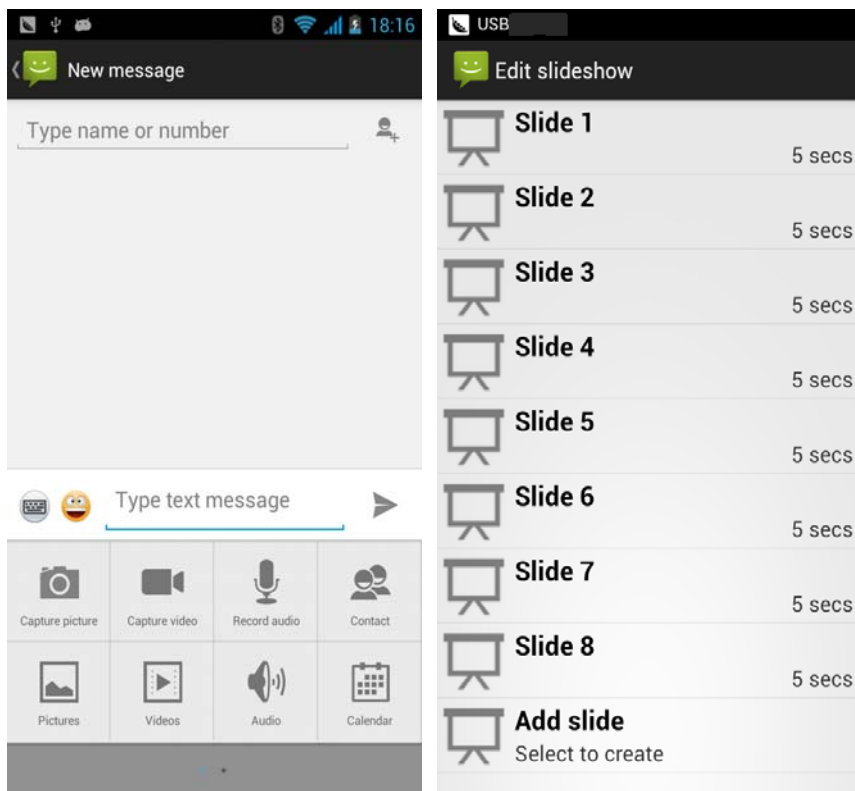 18:16
New message
Type name or number
Type text message
Capture picture
Capture video
Record audio
Contact
Pictures
Videos
Audio
Calendar
USB
Edit slideshow
Slide 1
5 secs
Slide 2
5 secs
Slide 3
5 secs
Slide 4
5 secs
Slide 5
5 secs
Slide 6
5 secs
Slide 7
5 secs
Slide 8
5 secs
Add slide
Select to create